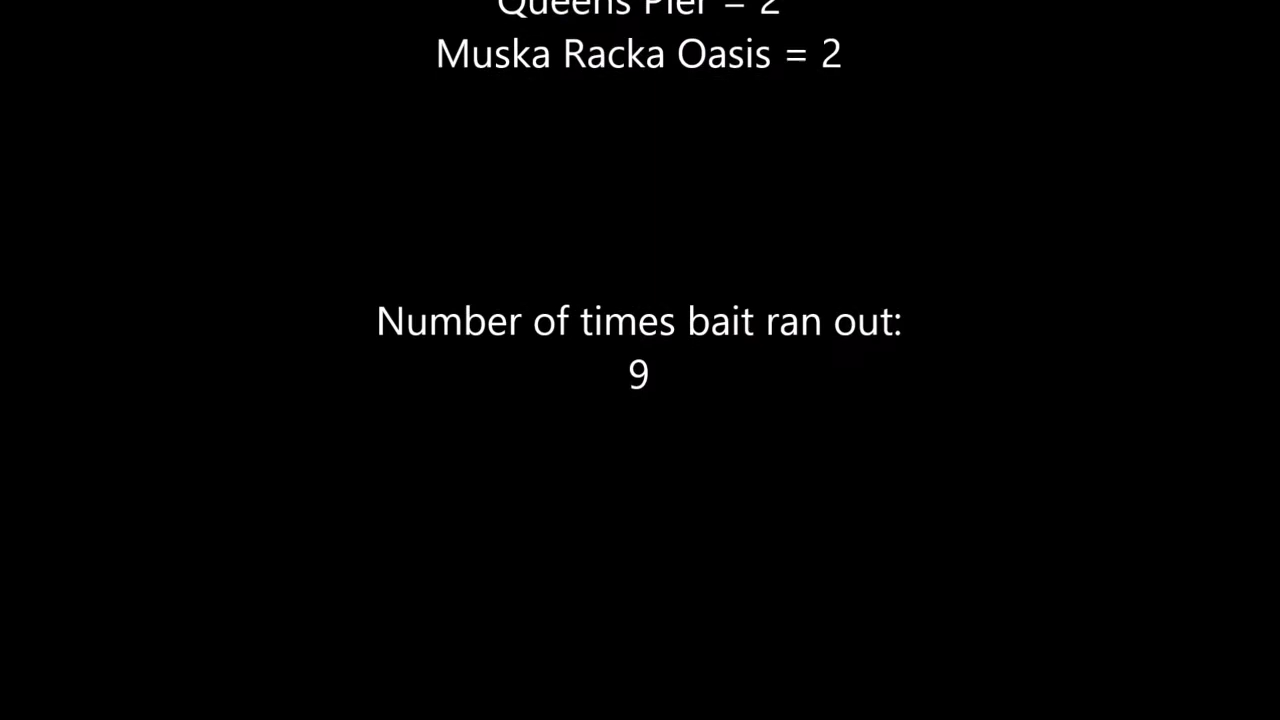 Queens Pier = 2
Muska Racka Oasis = 2
Number of times bait ran out:
9